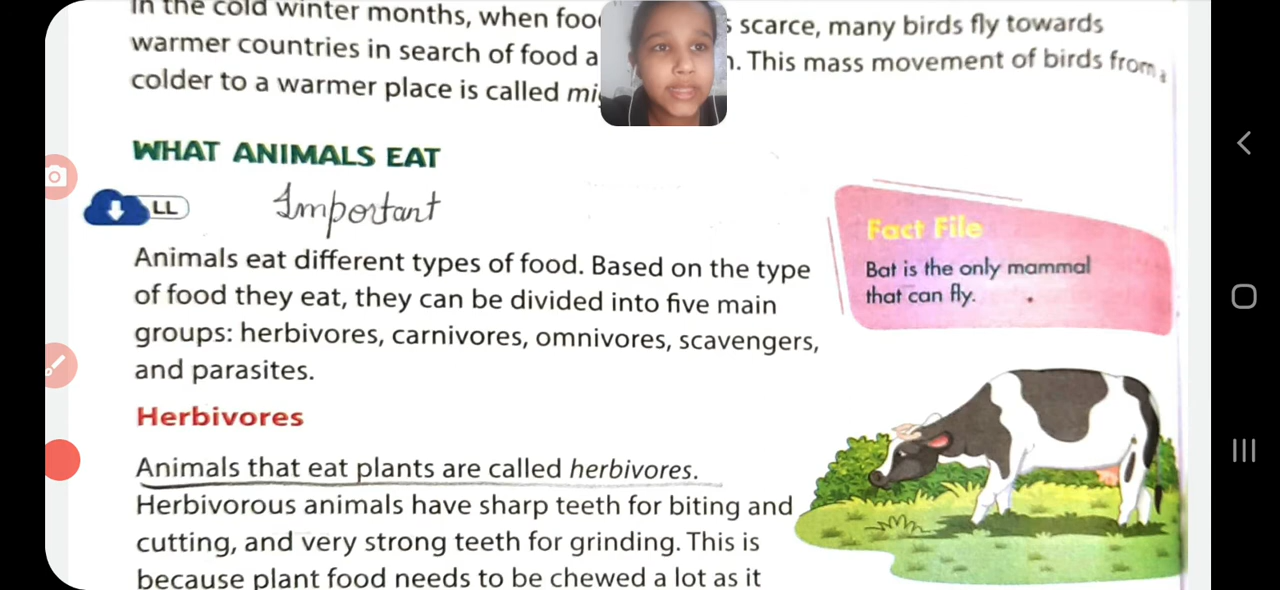 In the cold winter months, when foo scarce, many birds fly towards
warmer countries in search of food a This mass movement of birds from a
colder to a warmer place is called mi
WHAT ANIMALS EAT
LL
Important
Animals eat different types of food. Based on the type
of food they eat, they can be divided into five main
groups: herbivores, carnivores, omnivores, scavengers,
and parasites.
Fact File
Bat is the only mammal
that can fly.
Herbivores
Animals that eat plants are called herbivores.
Herbivorous animals have sharp teeth for biting and
cutting, and very strong teeth for grinding. This is
because plant food needs to be chewed a lot as it